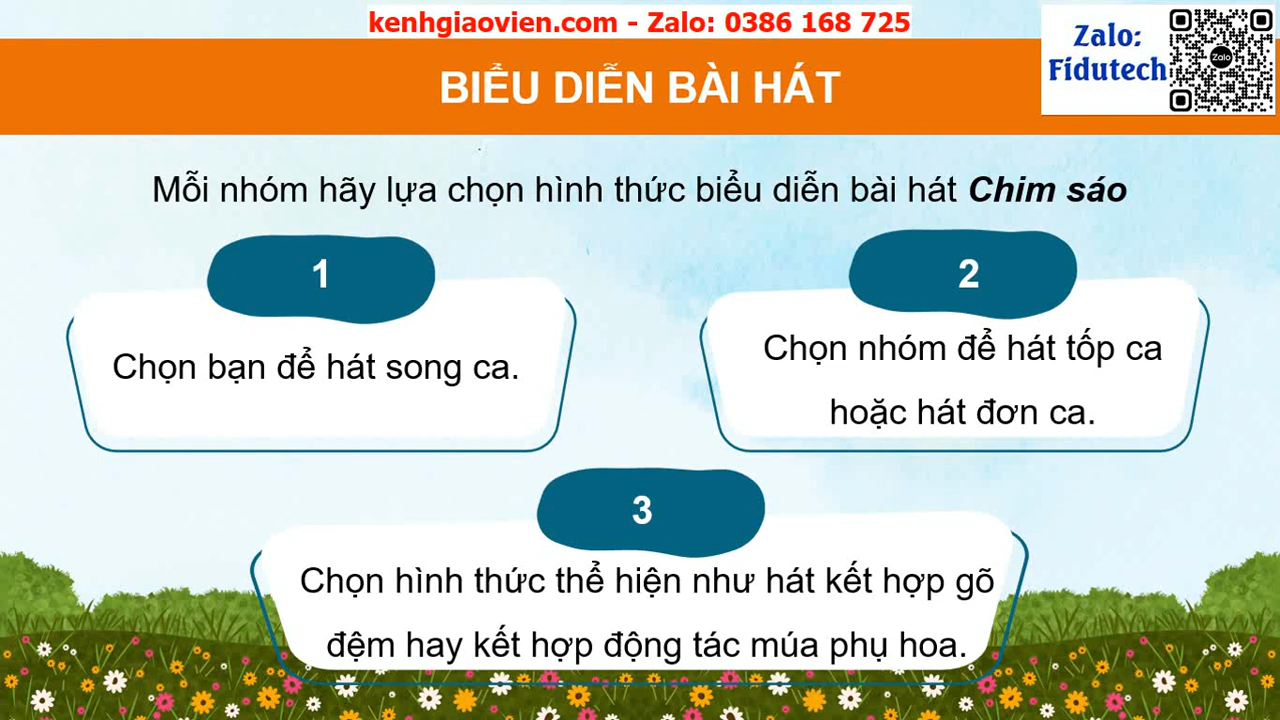 kenhgiaovien.com - Zalo: 0386 168 725
Zalo:
Fidutech
Zalo
BIỂU DIỄN BÀI HÁT
Mỗi nhóm hãy lựa chọn hình thức biểu diễn bài hát Chim sáo
1
Chọn bạn để hát song ca.
2
Chọn nhóm để hát tốp ca
hoặc hát đơn ca.
3
Chọn hình thức thể hiện như hát kết hợp gõ
đệm hay kết hợp động tác múa phụ hoa.